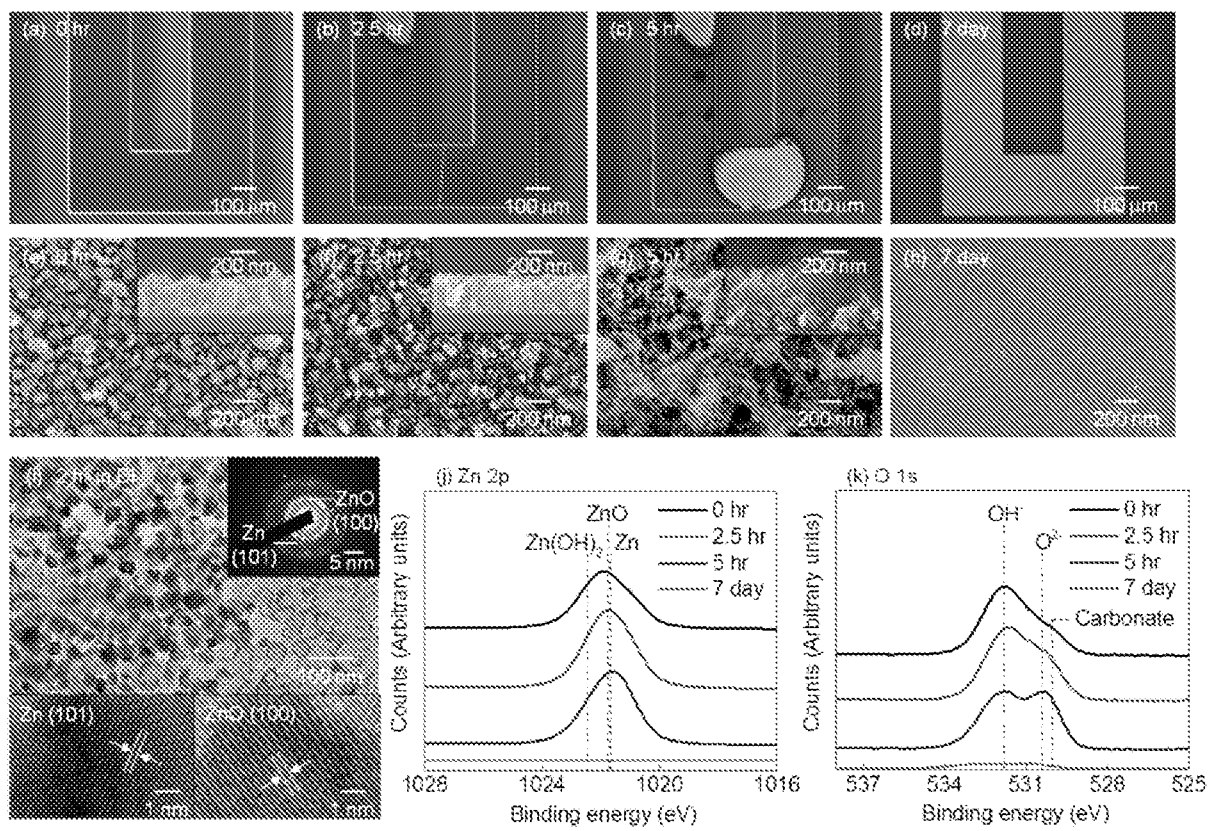 (a) 0 hr
100 µm
(b) 2.5 hr
100 µm
(c) 5 hr
100 µm
(d) 7 day
100 µm
200 nm
200 nm
(f) 2.5 hr
200 nm
200 nm
5 hr
200 nm
200 nm
(h) 7 day
200 nm
ZnO
(100)
Zn
(101)
5 nm
100 nm
Zn (101)
1 nm
ZnO (100)
1 nm
(j) Zn 2p
0 hr
2.5 hr
5 hr
7 day
ZnO
Zn(OH)₂
Zn
Counts (Arbitrary units)
1028 1024 1020 1016
Binding energy (eV)
(k) O 1s
0 hr
2.5 hr
5 hr
7 day
OH⁻
O²⁻
Carbonate
Counts (Arbitrary units)
537 534 531 528 525
Binding energy (eV)